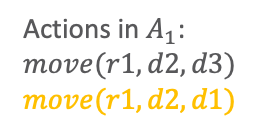 Actions in A₁:
move(r1, d2, d3)
move(r1, d2, d1)